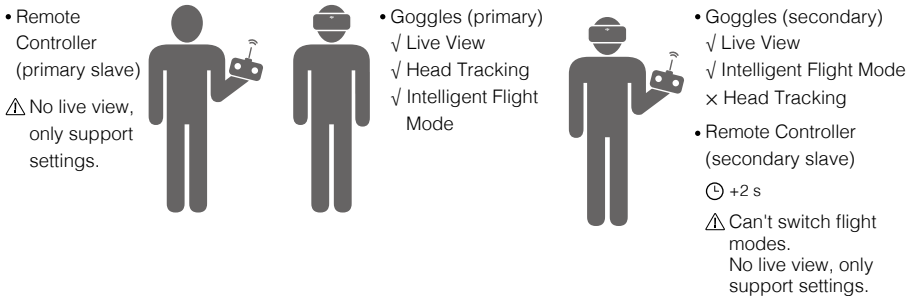 • Remote
Controller
(primary slave)
⚠ No live view,
only support
settings.
• Goggles (primary)
√ Live View
√ Head Tracking
√ Intelligent Flight
Mode
• Goggles (secondary)
√ Live View
√ Intelligent Flight Mode
× Head Tracking
• Remote Controller
(secondary slave)
+2 s
⚠ Can't switch flight
modes.
No live view, only
support settings.